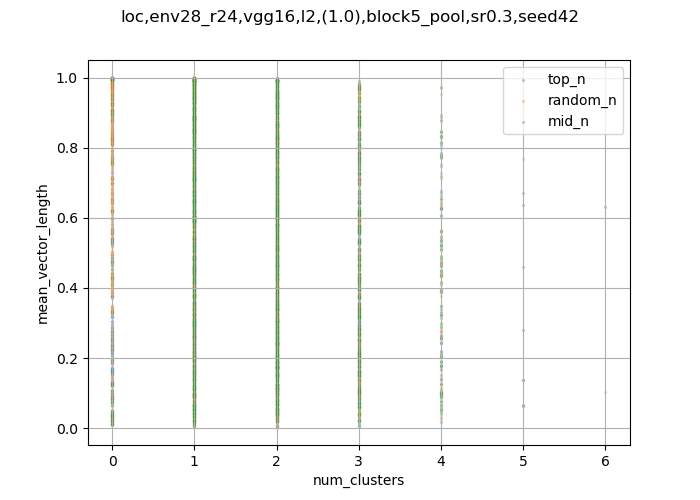 loc,env28_r24,vgg16,l2,(1.0),block5_pool,sr0.3,seed42
top_n
random_n
mid_n
mean_vector_length
1.0
0.8
0.6
0.4
0.2
0.0
0 1 2 3 4 5 6
num_clusters